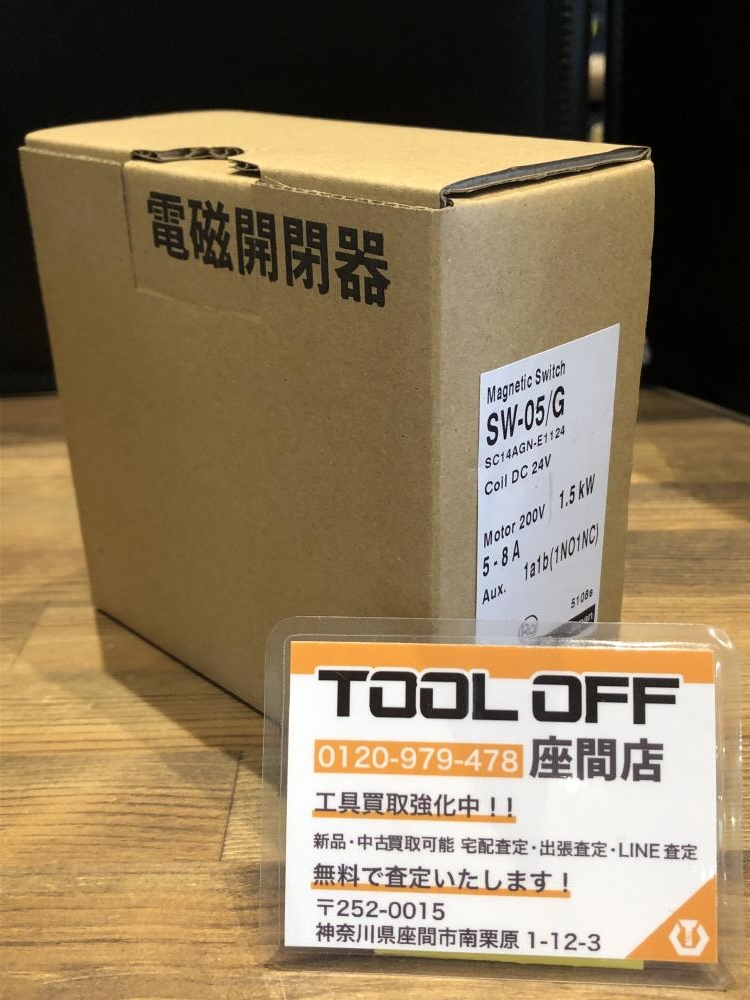 電磁開閉器
Magnetic Switch
SW-05/G
SC14AGN-E1124
Coil DC 24V
Motor 200V 1.5kW
5-8A
Aux. 1a1b(1NO1NC)
5108s
TOOL OFF
0120-979-478 座間店
工具買取強化中！！
新品・中古買取可能 宅配査定・出張査定・LINE査定
無料で査定いたします！
〒252-0015
神奈川県座間市南栗原1-12-3